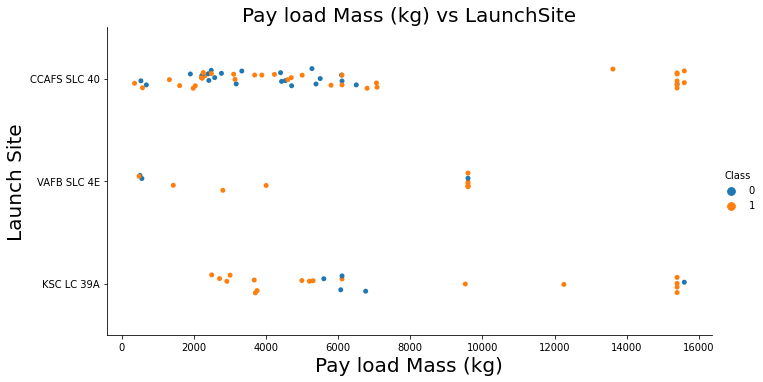 Pay load Mass (kg) vs LaunchSite
CCAFS SLC 40
VAFB SLC 4E
KSC LC 39A
Launch Site
Class
0
1
0 2000 4000 6000 8000 10000 12000 14000 16000
Pay load Mass (kg)